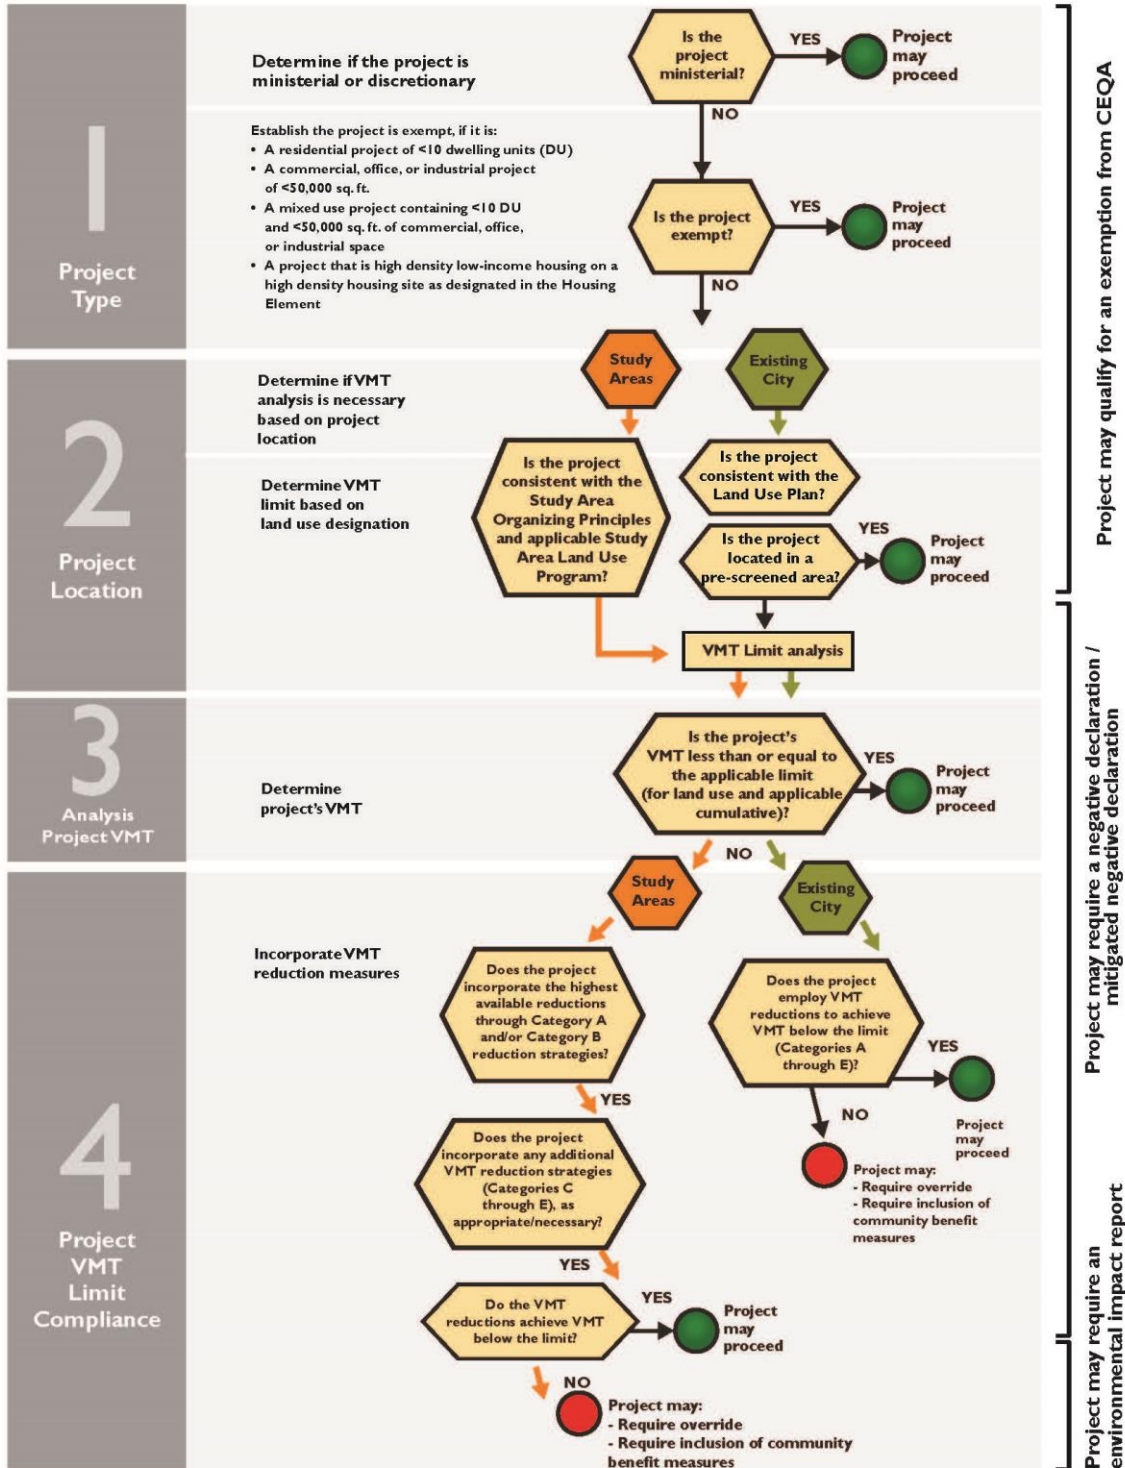 1
Project
Type
Determine if the project is
ministerial or discretionary
Is the
project
ministerial?
YES
Project
may
proceed
NO
Establish the project is exempt, if it is:
• A residential project of <10 dwelling units (DU)
• A commercial, office, or industrial project
of <50,000 sq. ft.
• A mixed use project containing <10 DU
and <50,000 sq. ft. of commercial, office,
or industrial space
• A project that is high density low-income housing on a
high density housing site as designated in the Housing
Element
Is the project
exempt?
YES
Project
may
proceed
NO
2
Project
Location
Determine if VMT
analysis is necessary
based on project
location
Study
Areas
Existing
City
Determine VMT
limit based on
land use designation
Is the project
consistent with the
Study Area
Organizing Principles
and applicable Study
Area Land Use
Program?
Is the project
consistent with the
Land Use Plan?
Is the project
located in a
pre-screened area?
YES
Project
may
proceed
VMT Limit analysis
3
Analysis
Project VMT
Determine
project's VMT
Is the project's
VMT less than or equal to
the applicable limit
(for land use and applicable
cumulative)?
YES
Project
may
proceed
NO
4
Project
VMT
Limit
Compliance
Study
Areas
Existing
City
Incorporate VMT
reduction measures
Does the project
incorporate the highest
available reductions
through Category A
and/or Category B
reduction strategies?
YES
Does the project
employ VMT
reductions to achieve
VMT below the limit
(Categories A
through E)?
YES
Project
may
proceed
NO
Project may:
- Require override
- Require inclusion of
community benefit
measures
Does the project
incorporate any additional
VMT reduction strategies
(Categories C
through E), as
appropriate/necessary?
YES
Do the VMT
reductions achieve VMT
below the limit?
YES
Project
may
proceed
NO
Project may:
- Require override
- Require inclusion of community
benefit measures
Project may qualify for an exemption from CEQA
Project may require a negative declaration /
mitigated negative declaration
Project may require an
environmental impact report